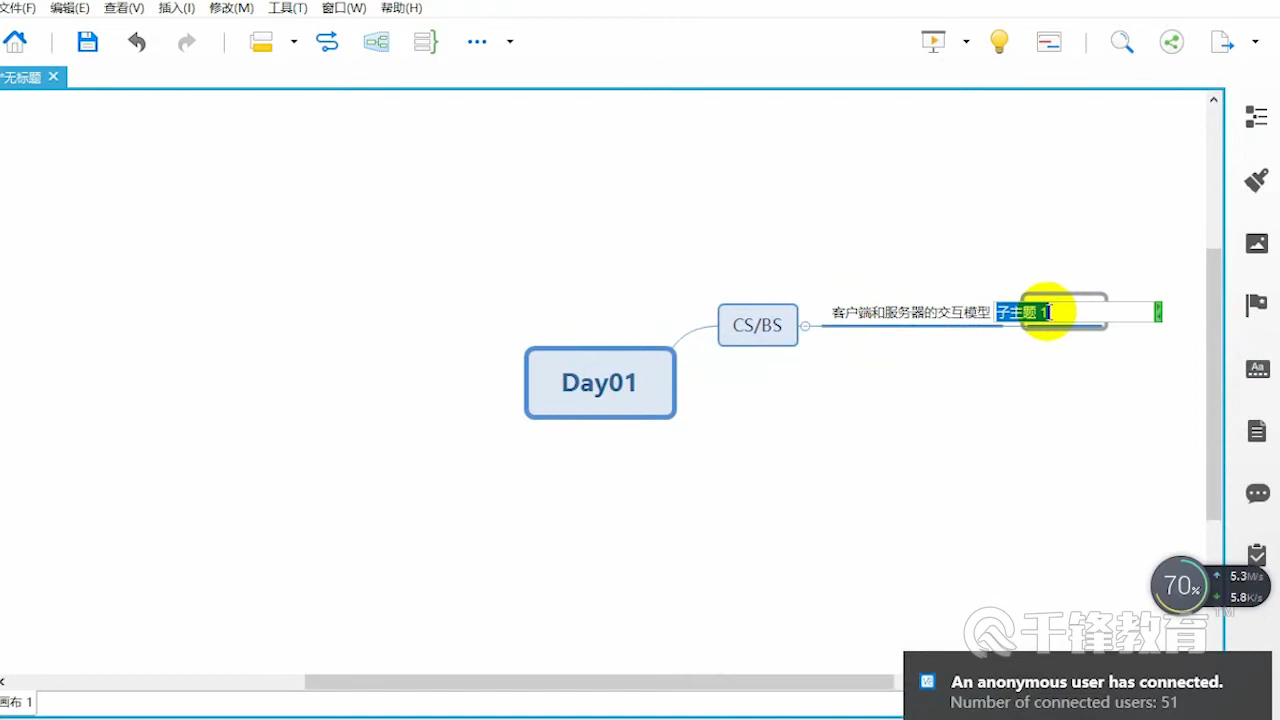 文件(F) 编辑(E) 查看(V) 插入(I) 修改(M) 工具(T) 窗口(W) 帮助(H)
*无标题
客户端和服务器的交互模型 子主题 1
CS/BS
Day01
Aa
70%
5.3M/s
5.8K/s
千锋教育 TM
An anonymous user has connected.
Number of connected users: 51
画布 1